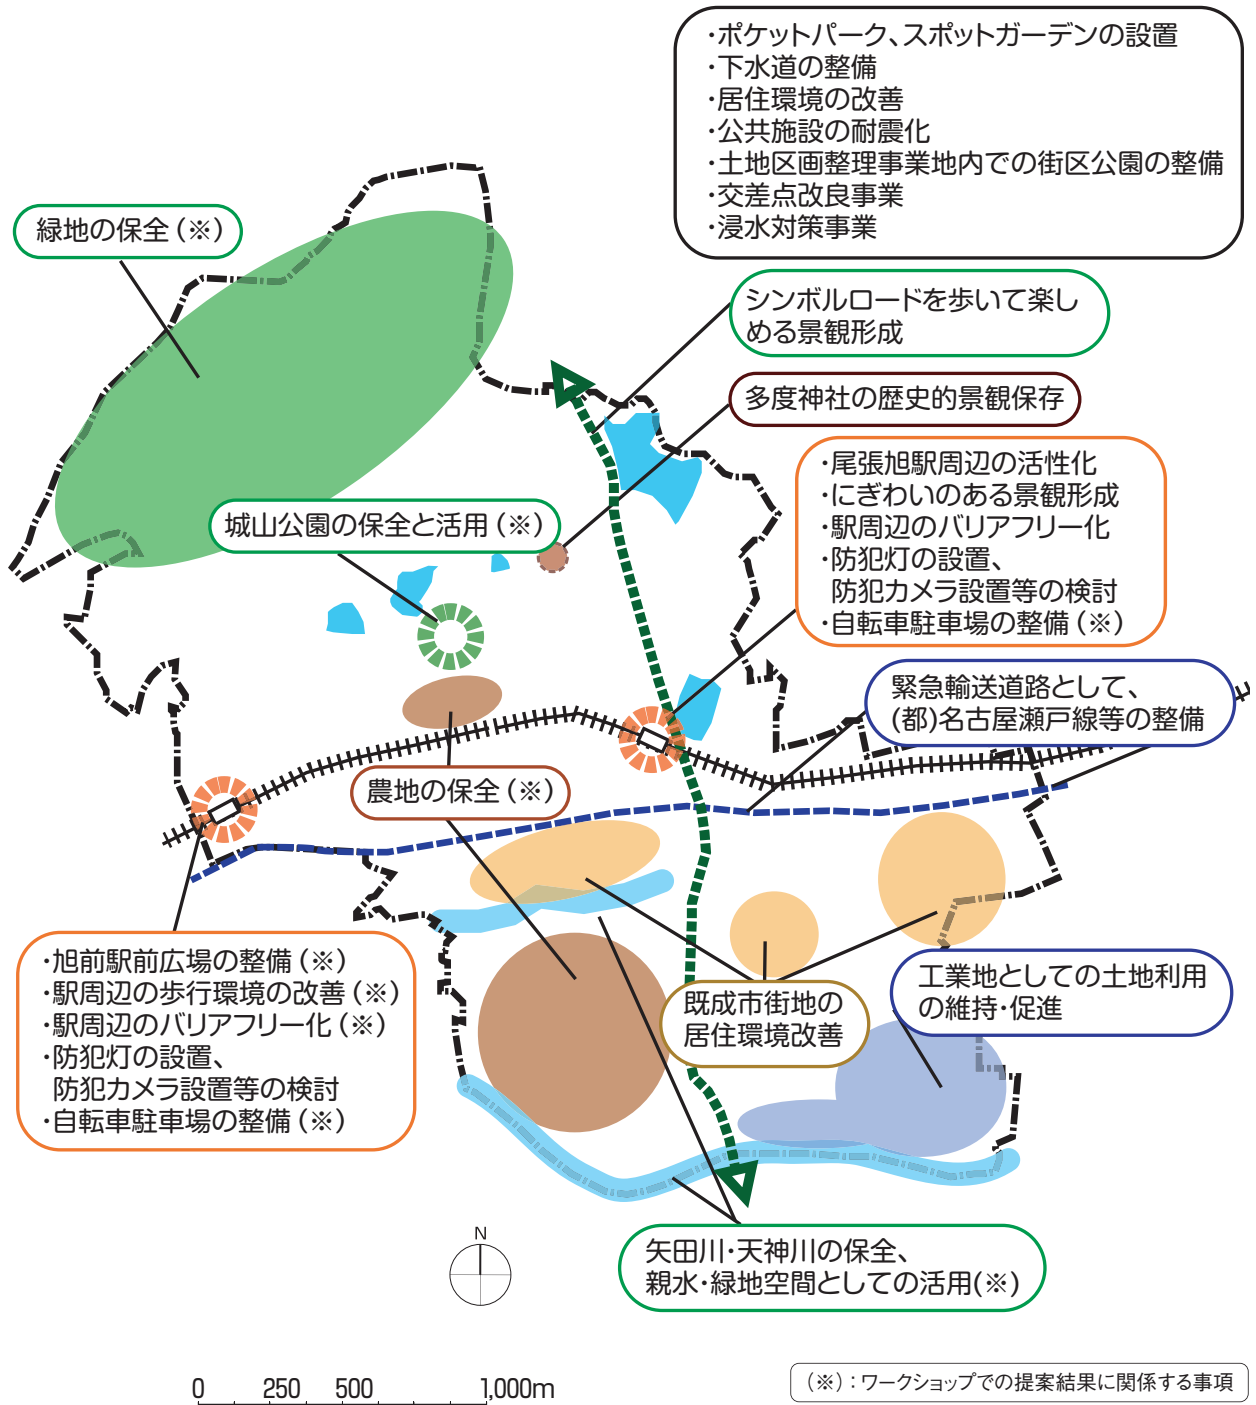 ・ポケットパーク、スポットガーデンの設置
・下水道の整備
・居住環境の改善
・公共施設の耐震化
・土地区画整理事業地内での街区公園の整備
・交差点改良事業
・浸水対策事業
緑地の保全（※）
シンボルロードを歩いて楽し
める景観形成
多度神社の歴史的景観保存
・尾張旭駅周辺の活性化
・にぎわいのある景観形成
・駅周辺のバリアフリー化
・防犯灯の設置、
防犯カメラ設置等の検討
・自転車駐車場の整備（※）
城山公園の保全と活用（※）
緊急輸送道路として、
(都)名古屋瀬戸線等の整備
農地の保全（※）
・旭前駅前広場の整備（※）
・駅周辺の歩行環境の改善（※）
・駅周辺のバリアフリー化（※）
・防犯灯の設置、
防犯カメラ設置等の検討
・自転車駐車場の整備（※）
既成市街地の
居住環境改善
工業地としての土地利用
の維持・促進
矢田川・天神川の保全、
親水・緑地空間としての活用(※)
N
0 250 500 1,000m
（※）：ワークショップでの提案結果に関係する事項